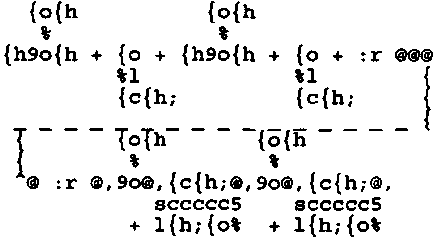 {o{h {o{h
% %
{h9o{h + {o + {h9o{h + {o + :r @@@
%l %l {
{c{h; {c{h; {
_ _ _ _ _ _ _ _ _ _ _ _ _ _ {
{ {o{h {o{h
{ % %
@ :r @,9o@,{c{h;@,9o@,{c{h;@,
sccccc5 sccccc5
+ l{h;{o% + l{h;{o%